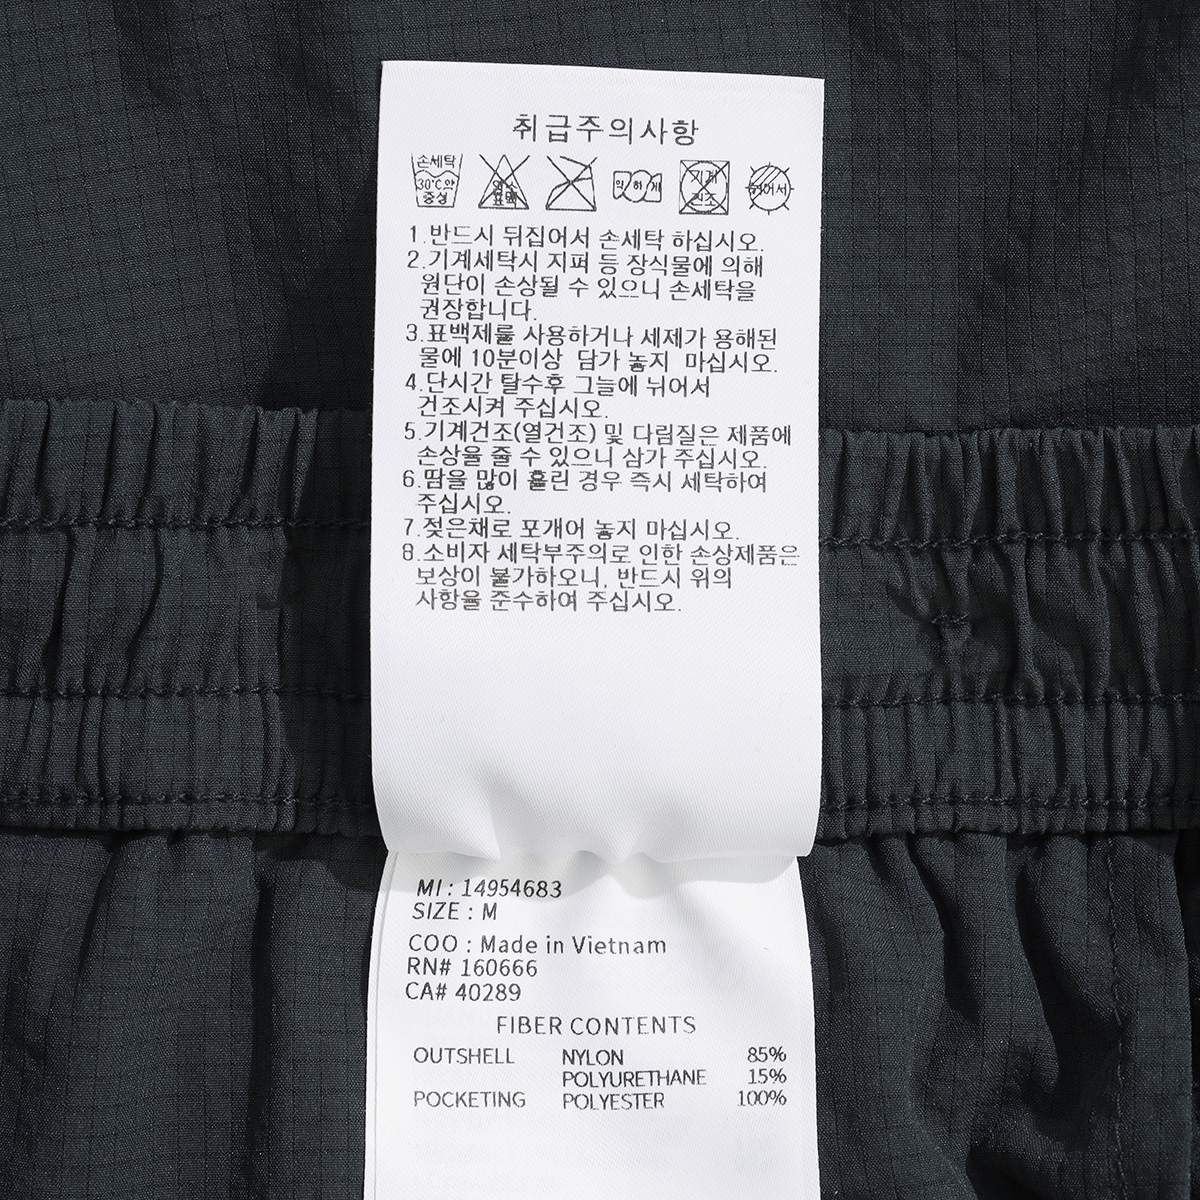 취급주의사항
손세탁
30℃약
중성
염소
표백
약하게
기계
건조
뉘어서
1.반드시 뒤집어서 손세탁 하십시오.
2.기계세탁시 지퍼 등 장식물에 의해
원단이 손상될 수 있으니 손세탁을
권장합니다.
3.표백제를 사용하거나 세제가 용해된
물에 10분이상 담가 놓지 마십시오.
4.단시간 탈수후 그늘에 뉘어서
건조시켜 주십시오.
5.기계건조(열건조) 및 다림질은 제품에
손상을 줄 수 있으니 삼가 주십시오.
6.땀을 많이 흘린 경우 즉시 세탁하여
주십시오.
7.젖은채로 포개어 놓지 마십시오.
8.소비자 세탁부주의로 인한 손상제품은
보상이 불가하오니, 반드시 위의
사항을 준수하여 주십시오.
MI : 14954683
SIZE : M
COO : Made in Vietnam
RN# 160666
CA# 40289
FIBER CONTENTS
OUTSHELL NYLON 85%
POLYURETHANE 15%
POCKETING POLYESTER 100%